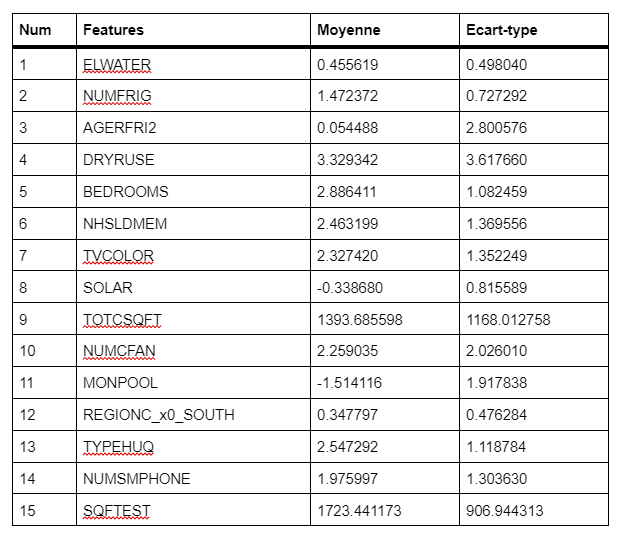 Num Features Moyenne Ecart-type
1 ELWATER 0.455619 0.498040
2 NUMFRIG 1.472372 0.727292
3 AGERFRI2 0.054488 2.800576
4 DRYRUSE 3.329342 3.617660
5 BEDROOMS 2.886411 1.082459
6 NHSLDMEM 2.463199 1.369556
7 TVCOLOR 2.327420 1.352249
8 SOLAR -0.338680 0.815589
9 TOTCSQFT 1393.685598 1168.012758
10 NUMCFAN 2.259035 2.026010
11 MONPOOL -1.514116 1.917838
12 REGIONC_x0_SOUTH 0.347797 0.476284
13 TYPEHUQ 2.547292 1.118784
14 NUMSMPHONE 1.975997 1.303630
15 SQFTEST 1723.441173 906.944313